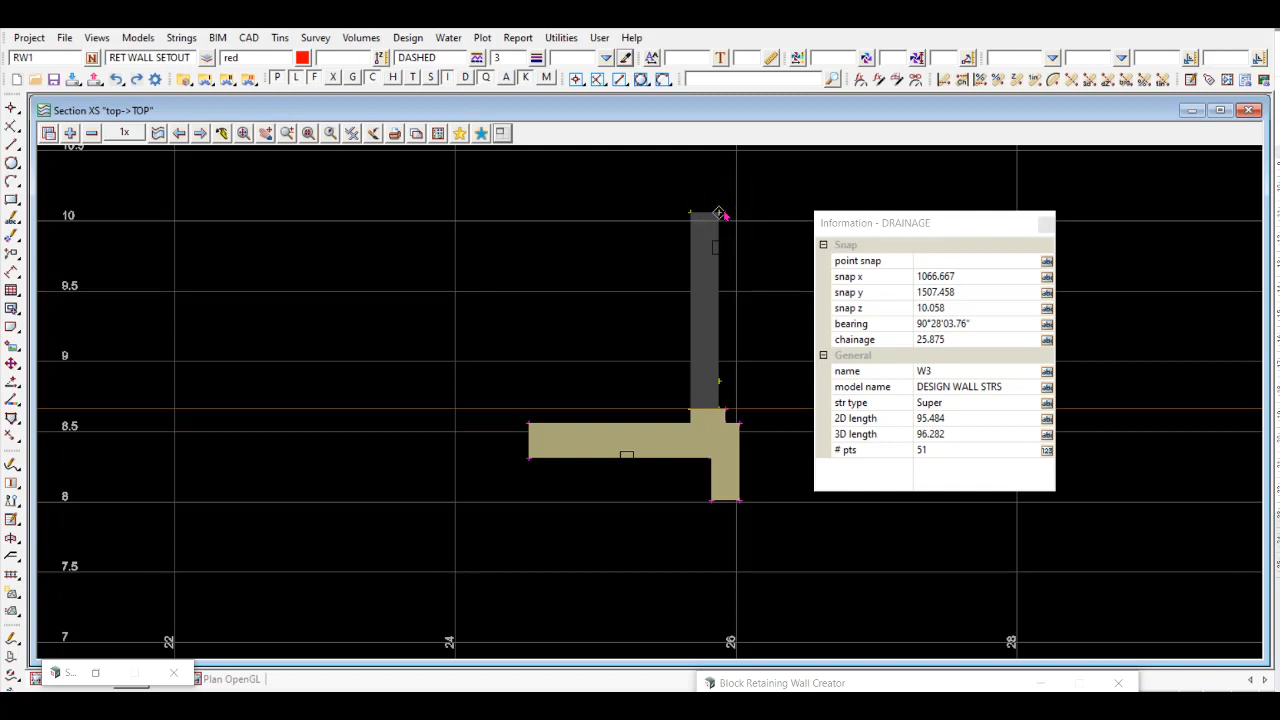 Project File Views Models Strings BIM CAD Tins Survey Volumes Design Water Plot Report Utilities User Help
RW1 N RET WALL SETOUT red DASHED 3 T
P L F X G C H T S I D Q A K M
Section XS "top->TOP"
1x
10.5
10
9.5
9
8.5
8
7.5
7
22 24 26 28
Information - DRAINAGE
Snap
point snap
snap x 1066.667
snap y 1507.458
snap z 10.058
bearing 90°28'03.76"
chainage 25.875
General
name W3
model name DESIGN WALL STRS
str type Super
2D length 95.484
3D length 96.282
# pts 51
S...
Plan OpenGL
Block Retaining Wall Creator